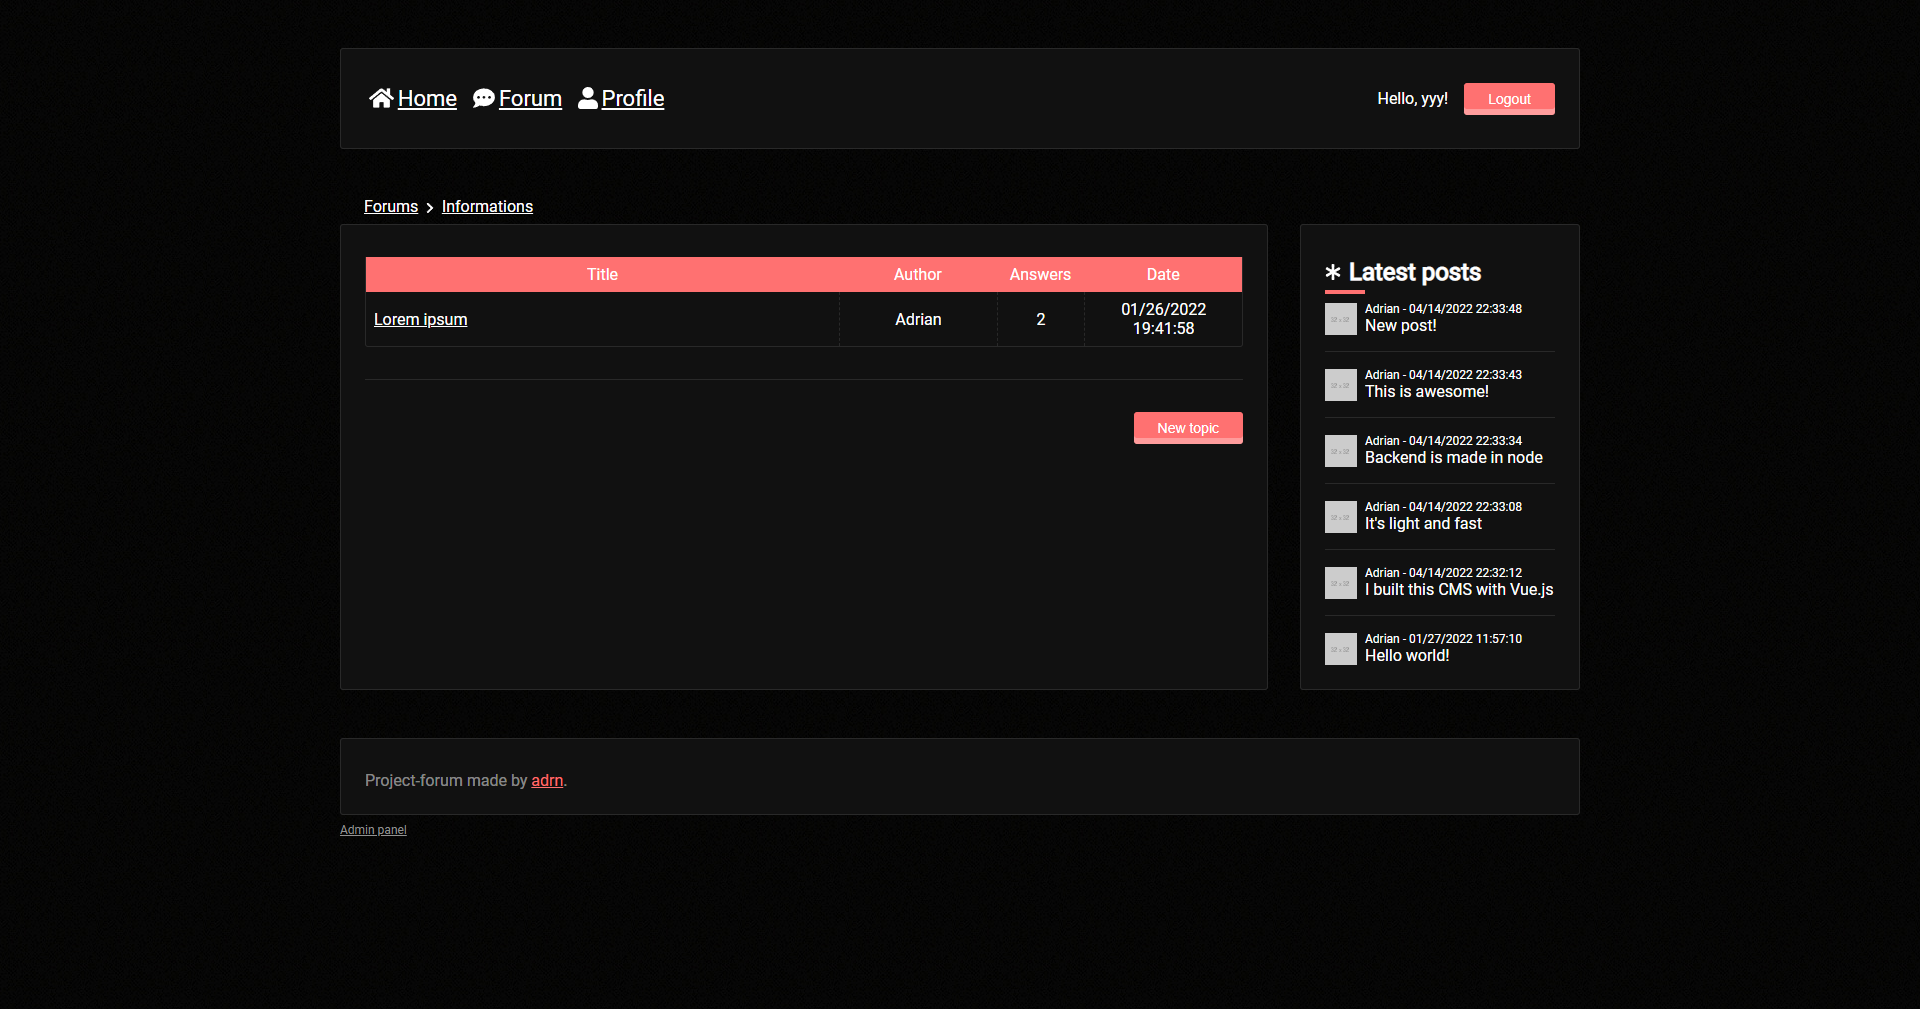 Home Forum Profile
Hello, yyy! Logout
Forums Informations
Title Author Answers Date
Lorem ipsum Adrian 2 01/26/2022
19:41:58
New topic
Latest posts
Adrian - 04/14/2022 22:33:48
New post!
Adrian - 04/14/2022 22:33:43
This is awesome!
Adrian - 04/14/2022 22:33:34
Backend is made in node
Adrian - 04/14/2022 22:33:08
It's light and fast
Adrian - 04/14/2022 22:32:12
I built this CMS with Vue.js
Adrian - 01/27/2022 11:57:10
Hello world!
Project-forum made by adrn.
Admin panel